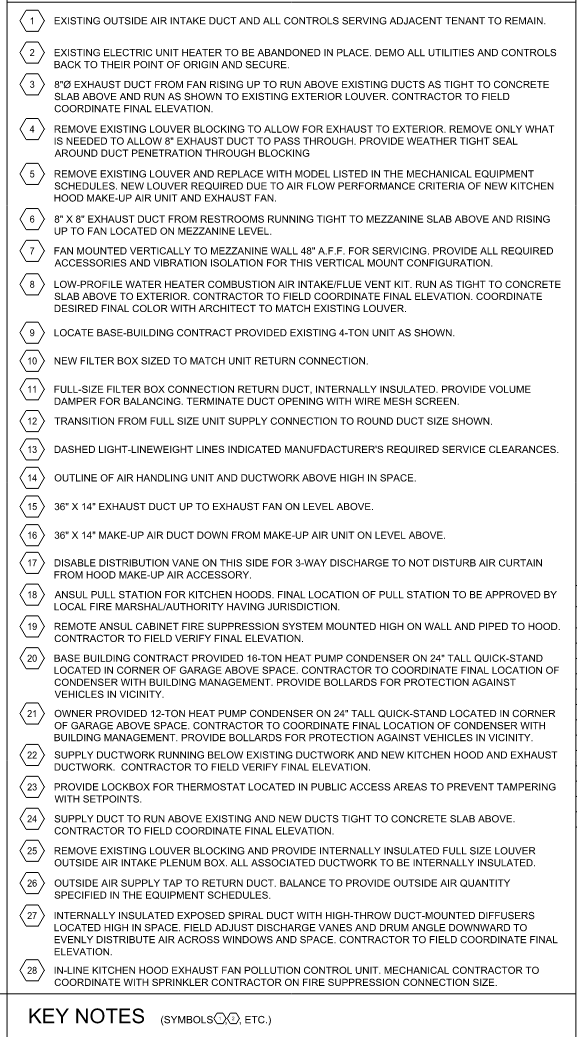 1 EXISTING OUTSIDE AIR INTAKE DUCT AND ALL CONTROLS SERVING ADJACENT TENANT TO REMAIN.
2 EXISTING ELECTRIC UNIT HEATER TO BE ABANDONED IN PLACE. DEMO ALL UTILITIES AND CONTROLS
BACK TO THEIR POINT OF ORIGIN AND SECURE.
3 8"Ø EXHAUST DUCT FROM FAN RISING UP TO RUN ABOVE EXISTING DUCTS AS TIGHT TO CONCRETE
SLAB ABOVE AND RUN AS SHOWN TO EXISTING EXTERIOR LOUVER. CONTRACTOR TO FIELD
COORDINATE FINAL ELEVATION.
4 REMOVE EXISTING LOUVER BLOCKING TO ALLOW FOR EXHAUST TO EXTERIOR. REMOVE ONLY WHAT
IS NEEDED TO ALLOW 8" EXHAUST DUCT TO PASS THROUGH. PROVIDE WEATHER TIGHT SEAL
AROUND DUCT PENETRATION THROUGH BLOCKING
5 REMOVE EXISTING LOUVER AND REPLACE WITH MODEL LISTED IN THE MECHANICAL EQUIPMENT
SCHEDULES. NEW LOUVER REQUIRED DUE TO AIR FLOW PERFORMANCE CRITERIA OF NEW KITCHEN
HOOD MAKE-UP AIR UNIT AND EXHAUST FAN.
6 8" X 8" EXHAUST DUCT FROM RESTROOMS RUNNING TIGHT TO MEZZANINE SLAB ABOVE AND RISING
UP TO FAN LOCATED ON MEZZANINE LEVEL.
7 FAN MOUNTED VERTICALLY TO MEZZANINE WALL 48" A.F.F. FOR SERVICING. PROVIDE ALL REQUIRED
ACCESSORIES AND VIBRATION ISOLATION FOR THIS VERTICAL MOUNT CONFIGURATION.
8 LOW-PROFILE WATER HEATER COMBUSTION AIR INTAKE/FLUE VENT KIT. RUN AS TIGHT TO CONCRETE
SLAB ABOVE TO EXTERIOR. CONTRACTOR TO FIELD COORDINATE FINAL ELEVATION. COORDINATE
DESIRED FINAL COLOR WITH ARCHITECT TO MATCH EXISTING LOUVER.
9 LOCATE BASE-BUILDING CONTRACT PROVIDED EXISTING 4-TON UNIT AS SHOWN.
10 NEW FILTER BOX SIZED TO MATCH UNIT RETURN CONNECTION.
11 FULL-SIZE FILTER BOX CONNECTION RETURN DUCT, INTERNALLY INSULATED. PROVIDE VOLUME
DAMPER FOR BALANCING. TERMINATE DUCT OPENING WITH WIRE MESH SCREEN.
12 TRANSITION FROM FULL SIZE UNIT SUPPLY CONNECTION TO ROUND DUCT SIZE SHOWN.
13 DASHED LIGHT-LINEWEIGHT LINES INDICATED MANUFDACTURER'S REQUIRED SERVICE CLEARANCES.
14 OUTLINE OF AIR HANDLING UNIT AND DUCTWORK ABOVE HIGH IN SPACE.
15 36" X 14" EXHAUST DUCT UP TO EXHAUST FAN ON LEVEL ABOVE.
16 36" X 14" MAKE-UP AIR DUCT DOWN FROM MAKE-UP AIR UNIT ON LEVEL ABOVE.
17 DISABLE DISTRIBUTION VANE ON THIS SIDE FOR 3-WAY DISCHARGE TO NOT DISTURB AIR CURTAIN
FROM HOOD MAKE-UP AIR ACCESSORY.
18 ANSUL PULL STATION FOR KITCHEN HOODS. FINAL LOCATION OF PULL STATION TO BE APPROVED BY
LOCAL FIRE MARSHAL/AUTHORITY HAVING JURISDICTION.
19 REMOTE ANSUL CABINET FIRE SUPPRESSION SYSTEM MOUNTED HIGH ON WALL AND PIPED TO HOOD.
CONTRACTOR TO FIELD VERIFY FINAL ELEVATION.
20 BASE BUILDING CONTRACT PROVIDED 16-TON HEAT PUMP CONDENSER ON 24" TALL QUICK-STAND
LOCATED IN CORNER OF GARAGE ABOVE SPACE. CONTRACTOR TO COORDINATE FINAL LOCATION OF
CONDENSER WITH BUILDING MANAGEMENT. PROVIDE BOLLARDS FOR PROTECTION AGAINST
VEHICLES IN VICINITY.
21 OWNER PROVIDED 12-TON HEAT PUMP CONDENSER ON 24" TALL QUICK-STAND LOCATED IN CORNER
OF GARAGE ABOVE SPACE. CONTRACTOR TO COORDINATE FINAL LOCATION OF CONDENSER WITH
BUILDING MANAGEMENT. PROVIDE BOLLARDS FOR PROTECTION AGAINST VEHICLES IN VICINITY.
22 SUPPLY DUCTWORK RUNNING BELOW EXISTING DUCTWORK AND NEW KITCHEN HOOD AND EXHAUST
DUCTWORK. CONTRACTOR TO FIELD VERIFY FINAL ELEVATION.
23 PROVIDE LOCKBOX FOR THERMOSTAT LOCATED IN PUBLIC ACCESS AREAS TO PREVENT TAMPERING
WITH SETPOINTS.
24 SUPPLY DUCT TO RUN ABOVE EXISTING AND NEW DUCTS TIGHT TO CONCRETE SLAB ABOVE.
CONTRACTOR TO FIELD COORDINATE FINAL ELEVATION.
25 REMOVE EXISTING LOUVER BLOCKING AND PROVIDE INTERNALLY INSULATED FULL SIZE LOUVER
OUTSIDE AIR INTAKE PLENUM BOX. ALL ASSOCIATED DUCTWORK TO BE INTERNALLY INSULATED.
26 OUTSIDE AIR SUPPLY TAP TO RETURN DUCT. BALANCE TO PROVIDE OUTSIDE AIR QUANTITY
SPECIFIED IN THE EQUIPMENT SCHEDULES.
27 INTERNALLY INSULATED EXPOSED SPIRAL DUCT WITH HIGH-THROW DUCT-MOUNTED DIFFUSERS
LOCATED HIGH IN SPACE. FIELD ADJUST DISCHARGE VANES AND DRUM ANGLE DOWNWARD TO
EVENLY DISTRIBUTE AIR ACROSS WINDOWS AND SPACE. CONTRACTOR TO FIELD COORDINATE FINAL
ELEVATION.
28 IN-LINE KITCHEN HOOD EXHAUST FAN POLLUTION CONTROL UNIT. MECHANICAL CONTRACTOR TO
COORDINATE WITH SPRINKLER CONTRACTOR ON FIRE SUPPRESSION CONNECTION SIZE.
KEY NOTES (SYMBOLS 1, 2, ETC.)